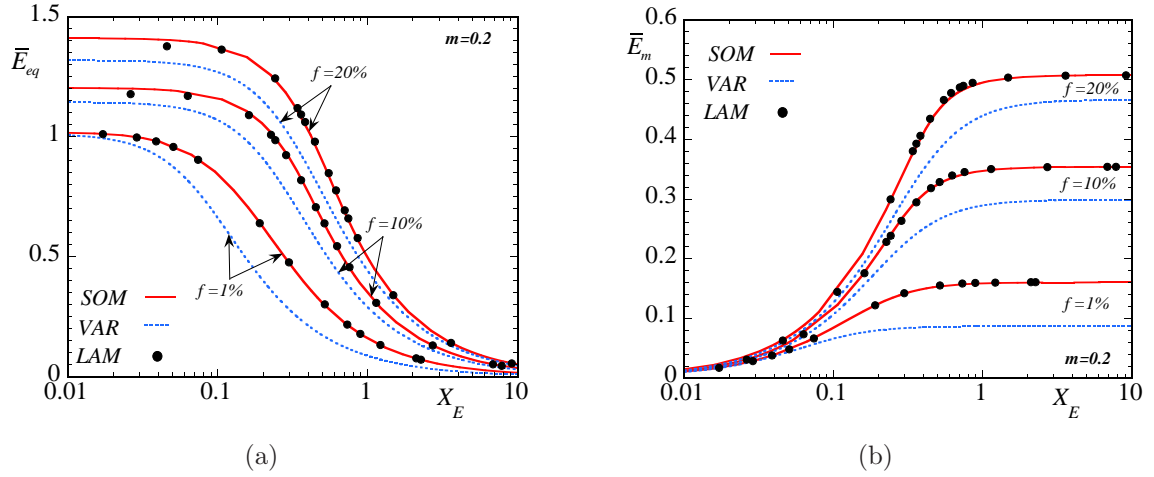 1.5
1
0.5
0
0.01
0.1
1
10
E̅eq
X_E
m=0.2
f=20%
f=10%
f=1%
SOM
VAR
LAM
(a)
0.6
0.5
0.4
0.3
0.2
0.1
0
0.01
0.1
1
10
E̅m
X_E
SOM
VAR
LAM
f=20%
f=10%
f=1%
m=0.2
(b)